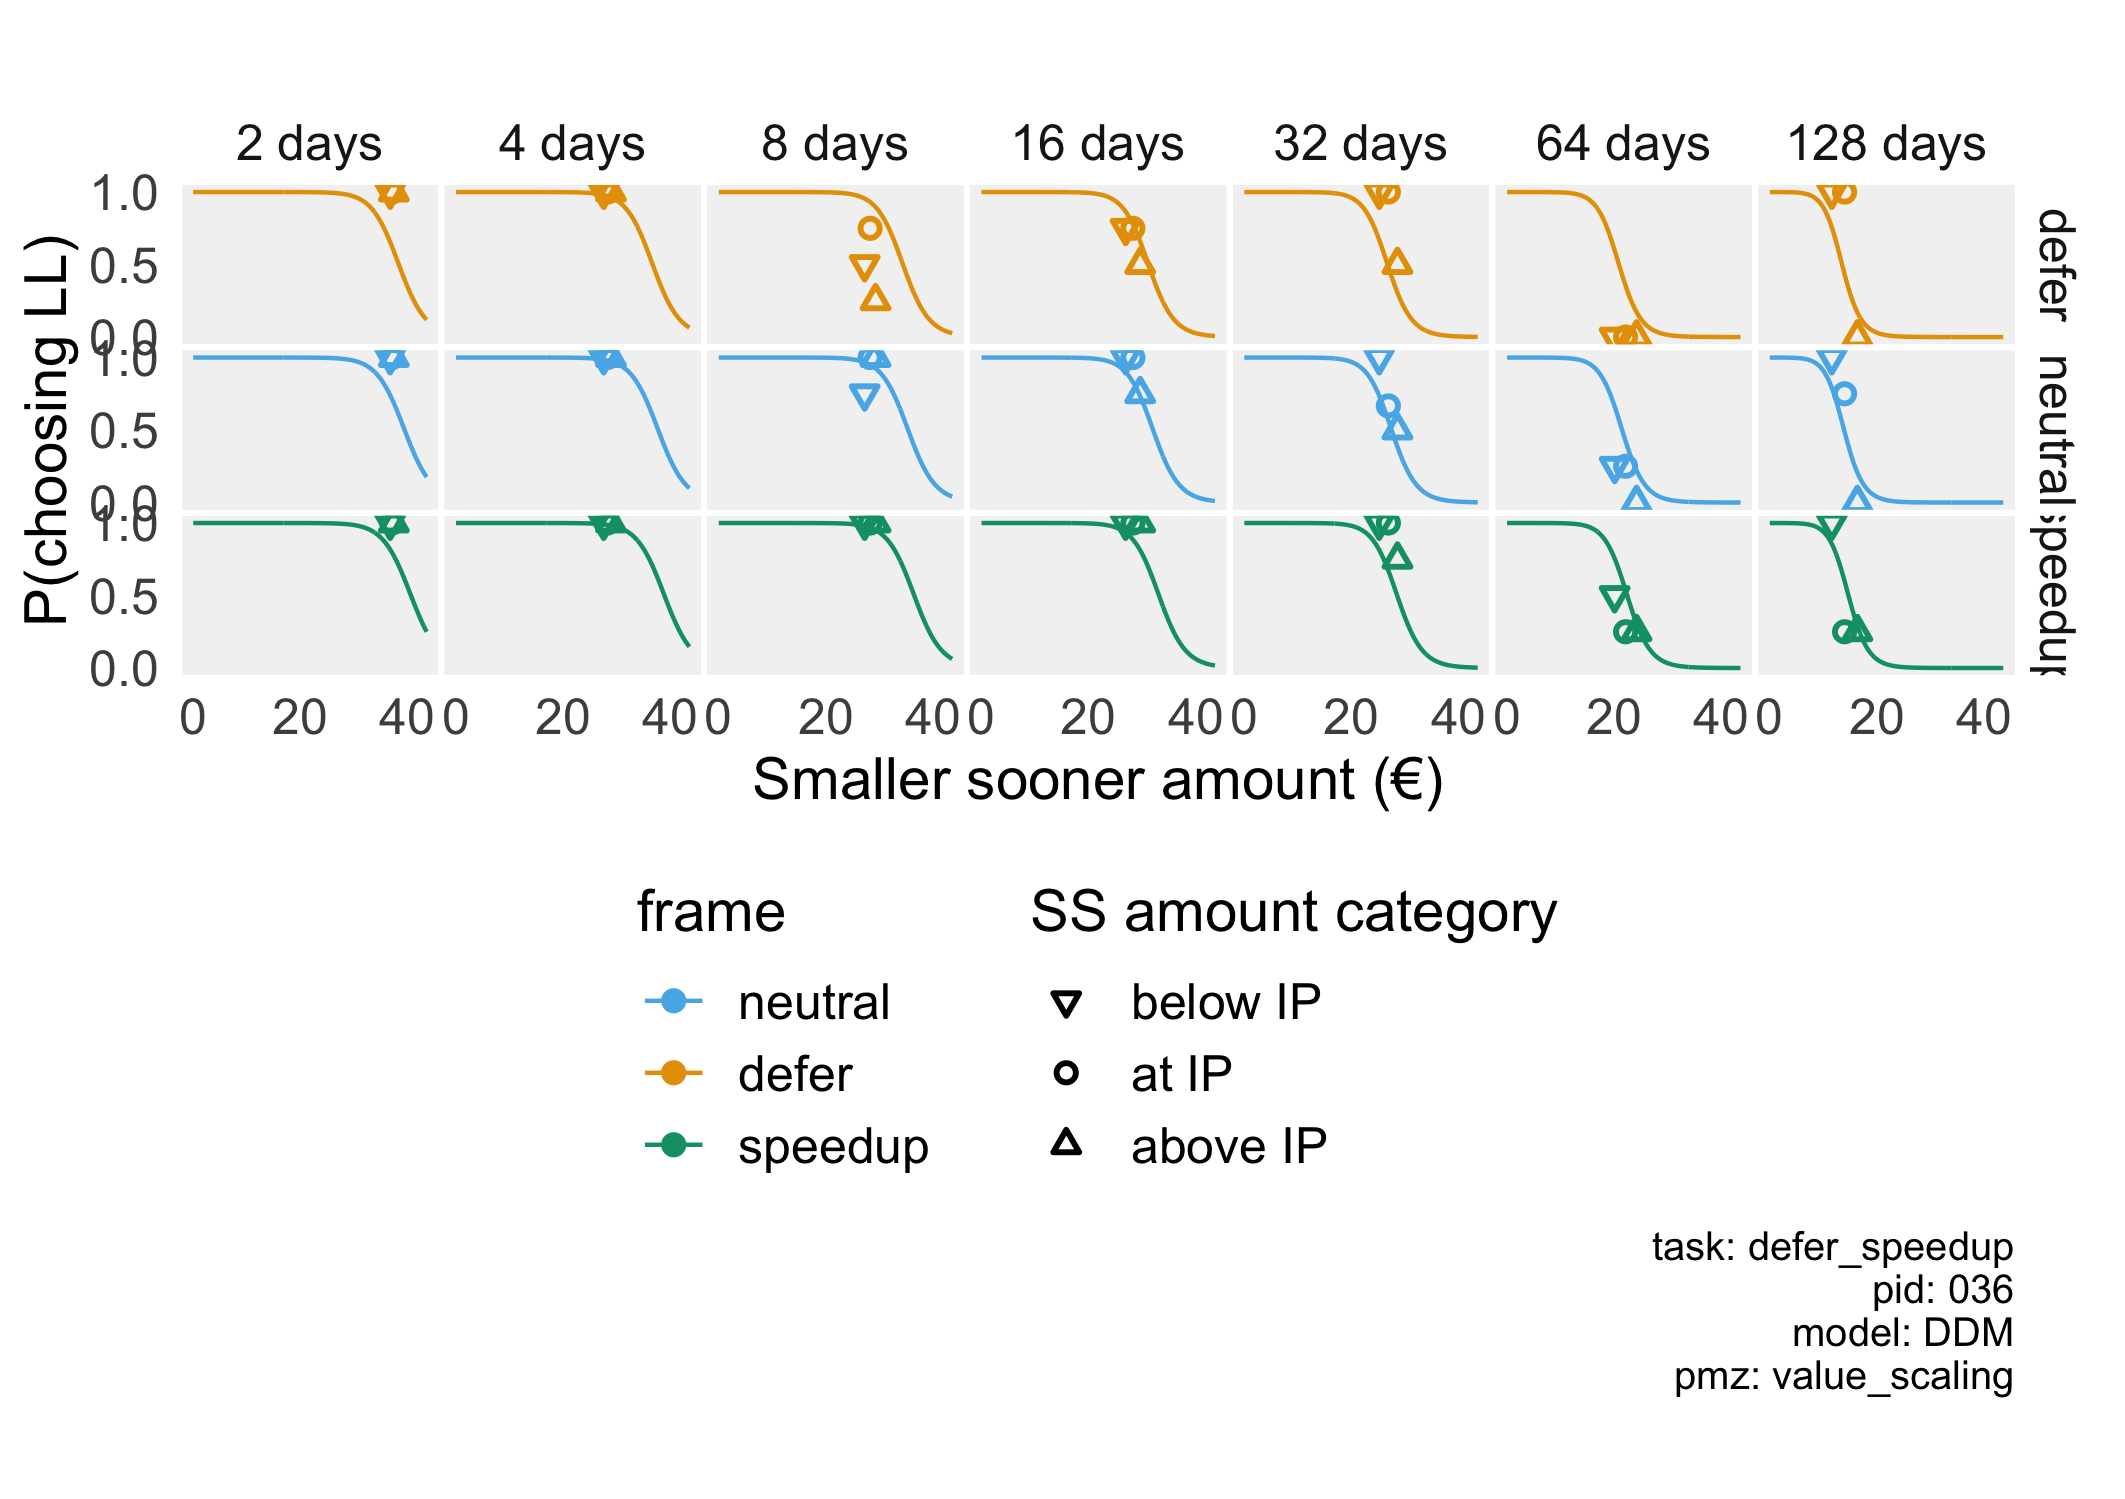 2 days 4 days 8 days 16 days 32 days 64 days 128 days
P(choosing LL)
1.0
0.5
0.0
defer
1.0
0.5
0.0
neutral
1.0
0.5
0.0
speedup
0 20 40 0 20 40 0 20 40 0 20 40 0 20 40 0 20 40 0 20 40
Smaller sooner amount (€)
frame
neutral
defer
speedup
SS amount category
below IP
at IP
above IP
task: defer_speedup
pid: 036
model: DDM
pmz: value_scaling